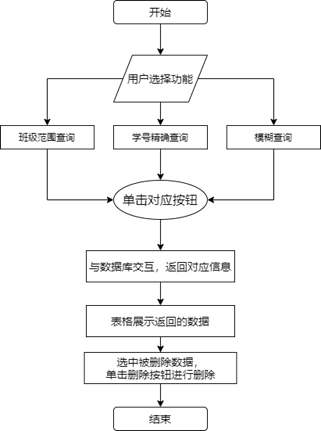 开始
用户选择功能
班级范围查询
学号精确查询
模糊查询
单击对应按钮
与数据库交互，返回对应信息
表格展示返回的数据
选中被删除数据，
单击删除按钮进行删除
结束